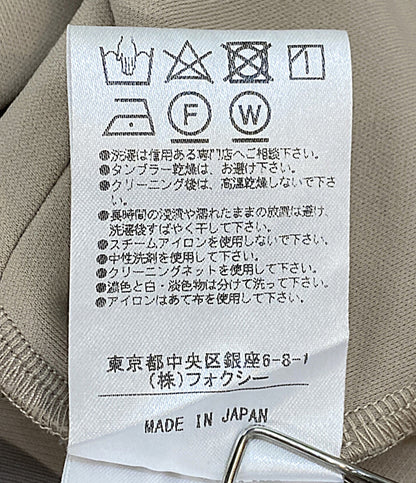 F W
●洗濯は信用ある専門店へご相談下さい。
●タンブラー乾燥は、お避け下さい。
●クリーニング後は、高温乾燥しないで下さ
い。
●長時間の浸漬や濡れたままの放置は避け、
洗濯後すばやく干して下さい。
●スチームアイロンを使用しないで下さい。
●中性洗剤を使用して下さい。
●クリーニングネットを使用して下さい。
●濃色と白・淡色物は分けて洗って下さい。
●アイロンはあて布を使用して下さい。
東京都中央区銀座6-8-1
(株)フォクシー
MADE IN JAPAN